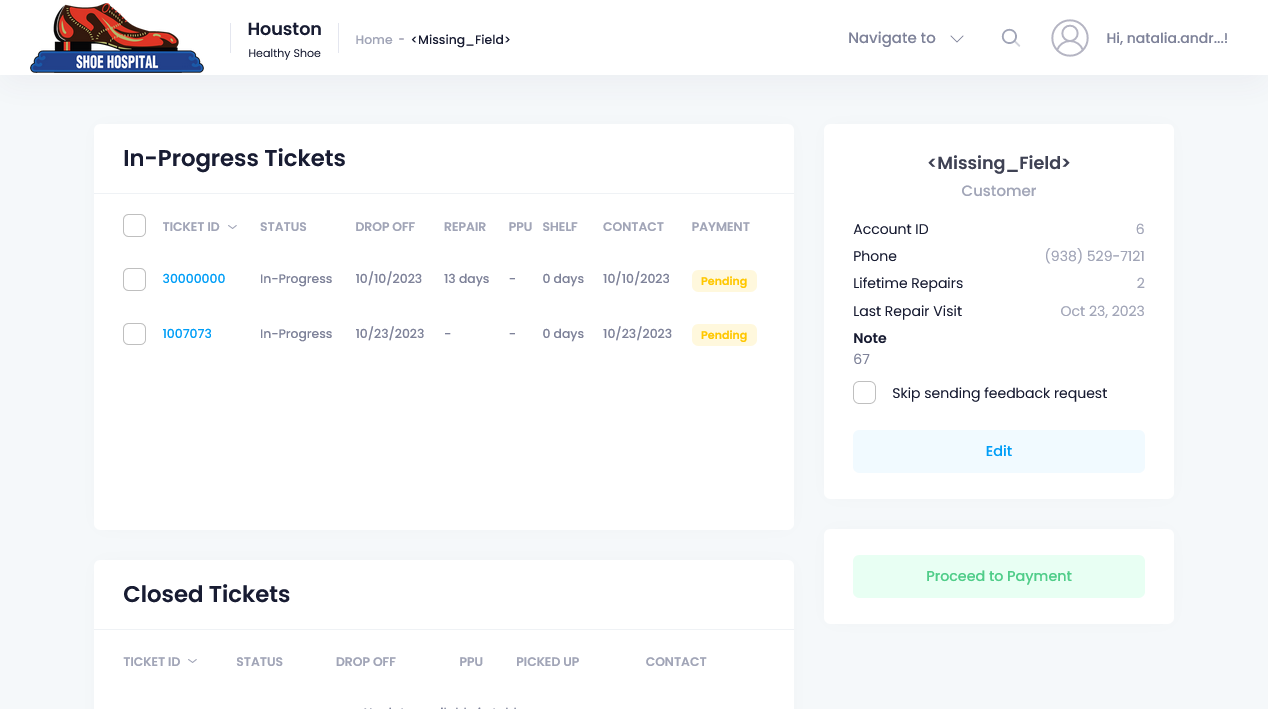 SHOE HOSPITAL
Houston
Healthy Shoe
Home - <Missing_Field>
Navigate to
Hi, natalia.andr...!
In-Progress Tickets
TICKET ID STATUS DROP OFF REPAIR PPU SHELF CONTACT PAYMENT
30000000 In-Progress 10/10/2023 13 days - 0 days 10/10/2023 Pending
1007073 In-Progress 10/23/2023 - - 0 days 10/23/2023 Pending
<Missing_Field>
Customer
Account ID 6
Phone (938) 529-7121
Lifetime Repairs 2
Last Repair Visit Oct 23, 2023
Note
67
Skip sending feedback request
Edit
Proceed to Payment
Closed Tickets
TICKET ID STATUS DROP OFF PPU PICKED UP CONTACT